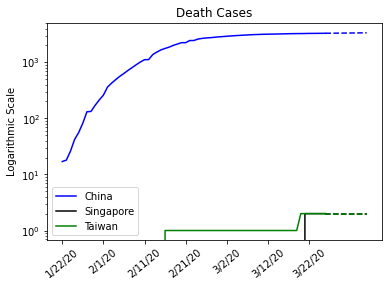 Death Cases
Logarithmic Scale
10³
10²
10¹
10⁰
China
Singapore
Taiwan
1/22/20
2/1/20
2/11/20
2/21/20
3/2/20
3/12/20
3/22/20